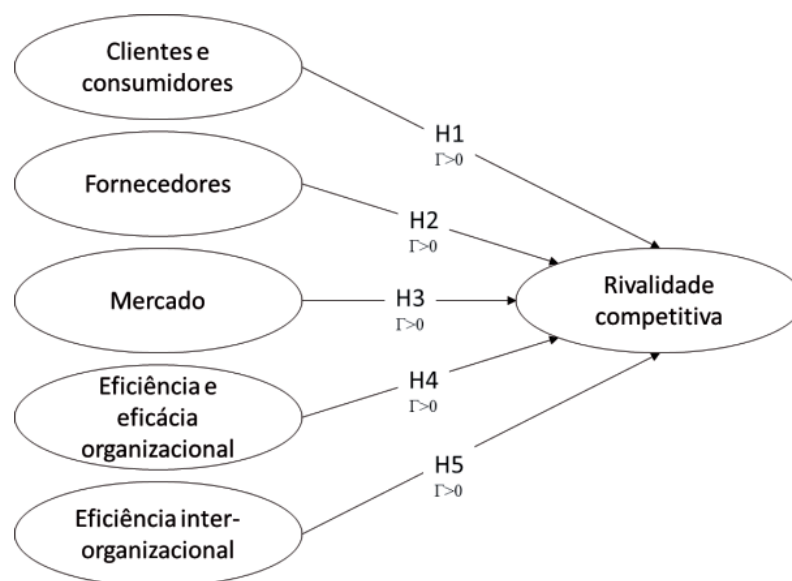 Clientes e
consumidores
H1
Γ>0
Fornecedores
H2
Γ>0
Mercado
H3
Γ>0
Rivalidade
competitiva
Eficiência e
eficácia
organizacional
H4
Γ>0
H5
Γ>0
Eficiência inter-
organizacional